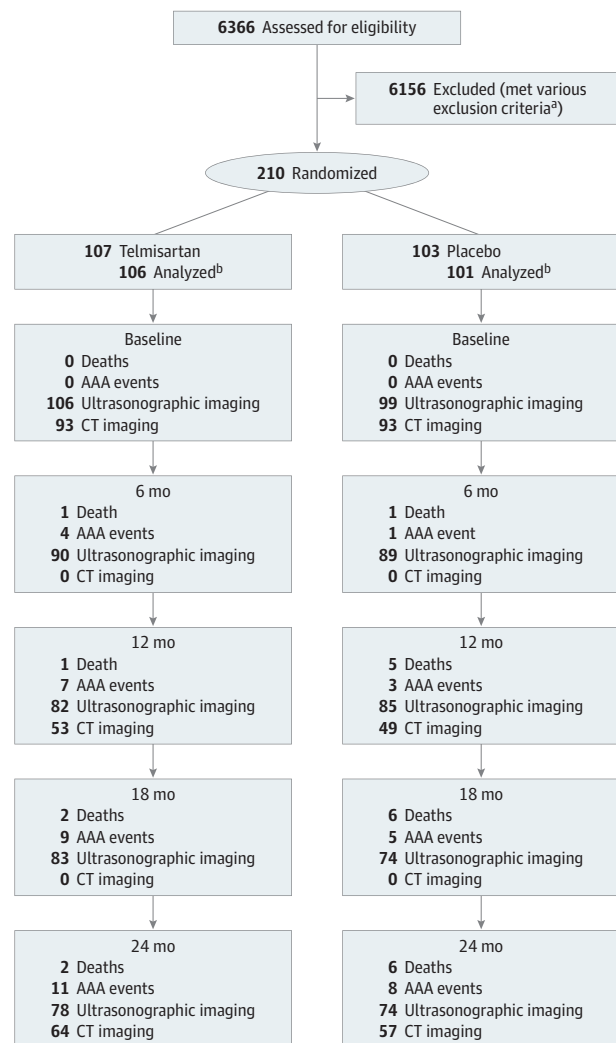 6366 Assessed for eligibility
6156 Excluded (met various
exclusion criteriaᵃ)
210 Randomized
107 Telmisartan
106 Analyzedᵇ
103 Placebo
101 Analyzedᵇ
Baseline
0 Deaths
0 AAA events
106 Ultrasonographic imaging
93 CT imaging
Baseline
0 Deaths
0 AAA events
99 Ultrasonographic imaging
93 CT imaging
6 mo
1 Death
4 AAA events
90 Ultrasonographic imaging
0 CT imaging
6 mo
1 Death
1 AAA event
89 Ultrasonographic imaging
0 CT imaging
12 mo
1 Death
7 AAA events
82 Ultrasonographic imaging
53 CT imaging
12 mo
5 Deaths
3 AAA events
85 Ultrasonographic imaging
49 CT imaging
18 mo
2 Deaths
9 AAA events
83 Ultrasonographic imaging
0 CT imaging
18 mo
6 Deaths
5 AAA events
74 Ultrasonographic imaging
0 CT imaging
24 mo
2 Deaths
11 AAA events
78 Ultrasonographic imaging
64 CT imaging
24 mo
6 Deaths
8 AAA events
74 Ultrasonographic imaging
57 CT imaging